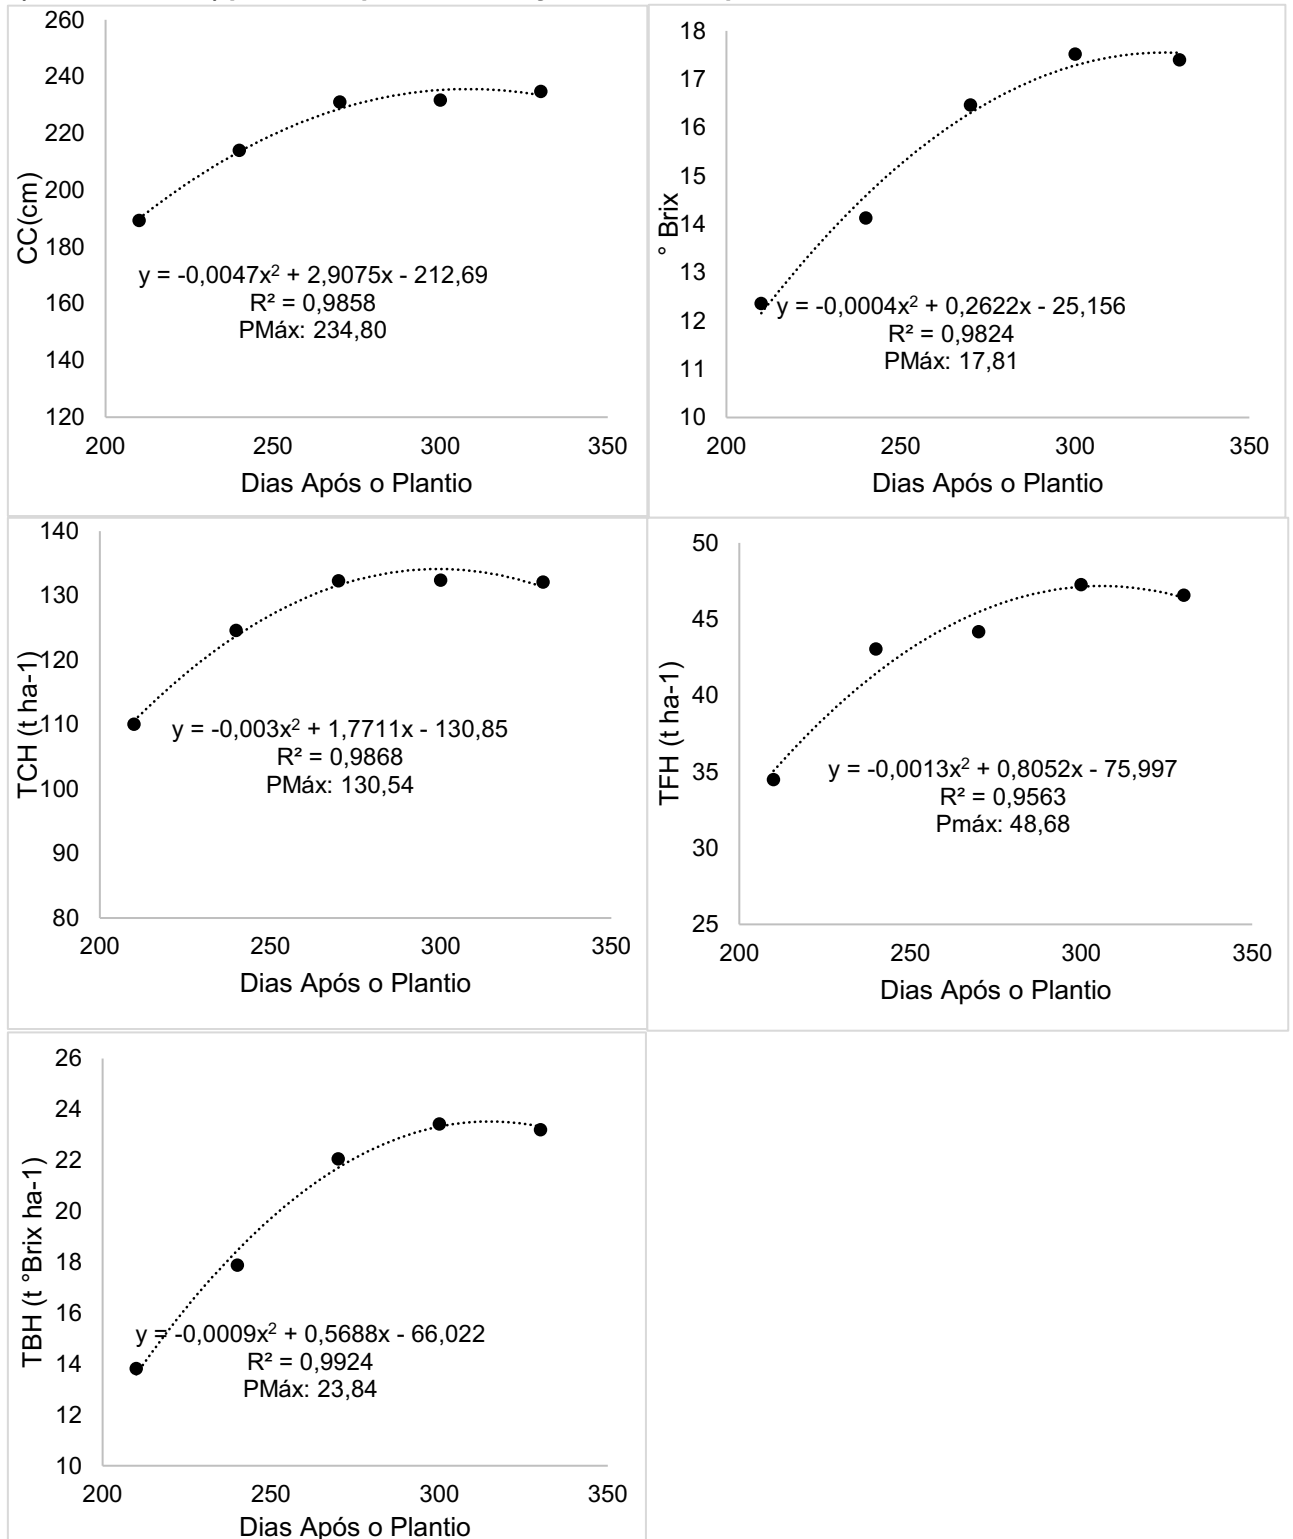 260
240
220
200
180
160
140
120
CC(cm)
y = -0,0047x² + 2,9075x - 212,69
R² = 0,9858
PMáx: 234,80
200 250 300 350
Dias Após o Plantio
18
17
16
15
14
13
12
11
10
° Brix
y = -0,0004x² + 0,2622x - 25,156
R² = 0,9824
PMáx: 17,81
200 250 300 350
Dias Após o Plantio
140
130
120
110
100
90
80
TCH (t ha-1)
y = -0,003x² + 1,7711x - 130,85
R² = 0,9868
PMáx: 130,54
200 250 300 350
Dias Após o Plantio
50
45
40
35
30
25
TFH (t ha-1)
y = -0,0013x² + 0,8052x - 75,997
R² = 0,9563
Pmáx: 48,68
200 250 300 350
Dias Após o Plantio
26
24
22
20
18
16
14
12
10
TBH (t °Brix ha-1)
y = -0,0009x² + 0,5688x - 66,022
R² = 0,9924
PMáx: 23,84
200 250 300 350
Dias Após o Plantio